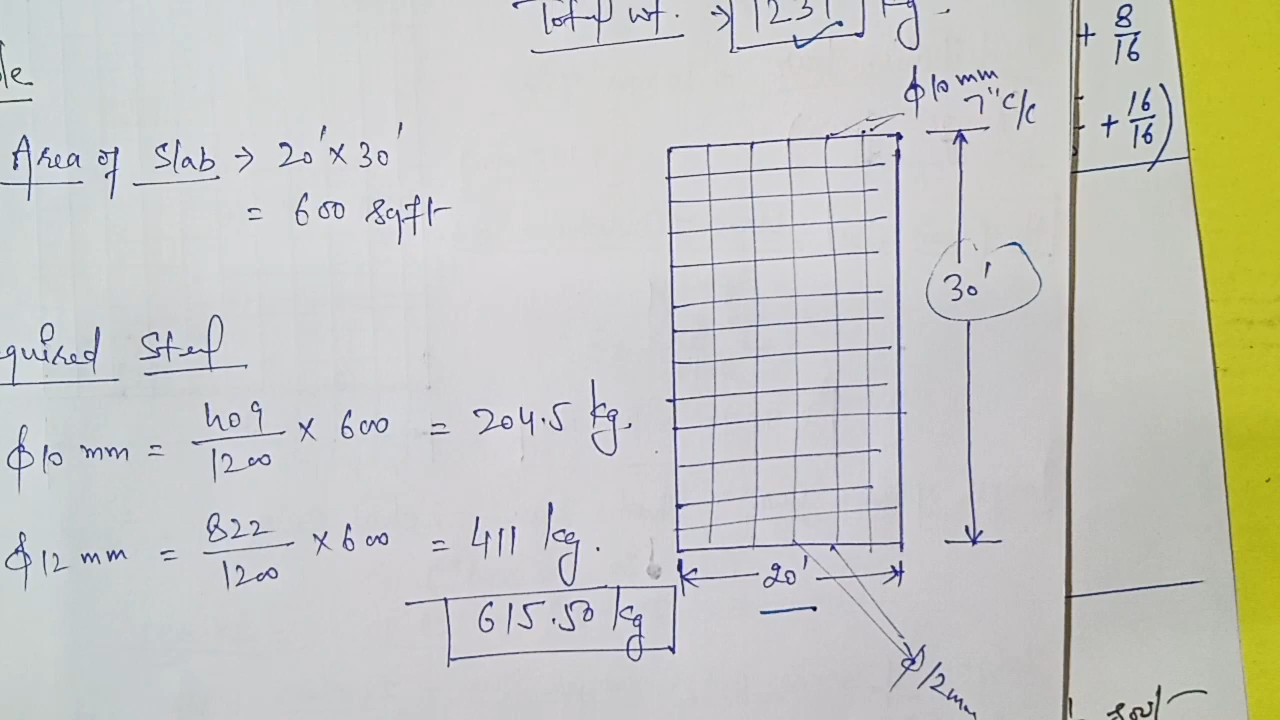 Total wt. → 1231 kg.
Area of Slab → 20' x 30'
= 600 sqft
quired Steel
ϕ10 mm = 409/1200 x 600 = 204.5 kg.
ϕ12 mm = 822/1200 x 600 = 411 kg.
615.50 kg
ϕ10 mm
7" c/c
30'
20'
ϕ12mm
+ 8/16
+ 16/16)